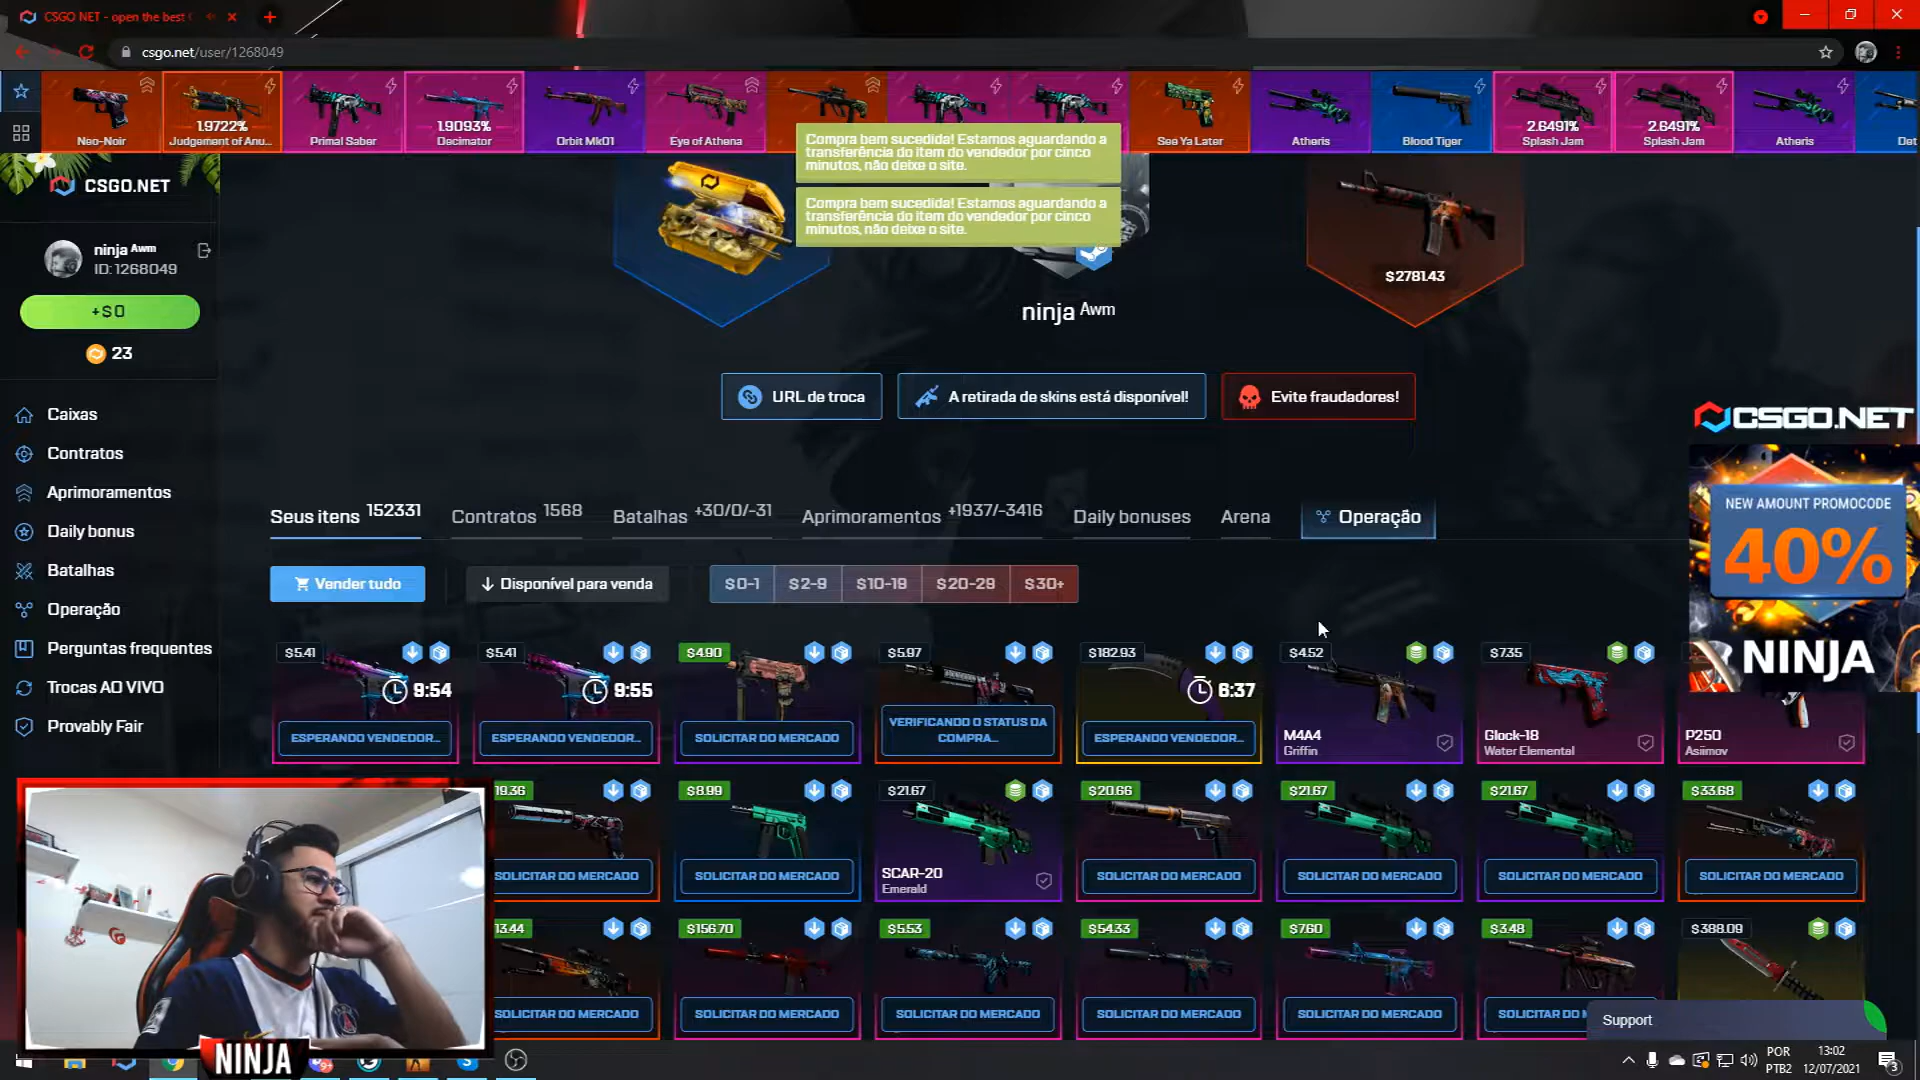 CSGO NET - open the best
csgo.net/user/1268049
Neo-Noir
1.9722%
Judgement of Anu...
Primal Saber
1.9093%
Decimator
Orbit Mk01
Eye of Athena
See Ya Later
Atheris
Blood Tiger
2.6491%
Splash Jam
2.6491%
Splash Jam
Atheris
Det
Compra bem sucedida! Estamos aguardando a
transferência do item do vendedor por cinco
minutos, não deixe o site.
Compra bem sucedida! Estamos aguardando a
transferência do item do vendedor por cinco
minutos, não deixe o site.
CSGO.NET
ninja Awm
ID: 1268049
+$0
23
Caixas
Contratos
Aprimoramentos
Daily bonus
Batalhas
Operação
Perguntas frequentes
Trocas AO VIVO
Provably Fair
$2781.43
ninja Awm
URL de troca
A retirada de skins está disponível!
Evite fraudadores!
Seus itens 152331
Contratos 1568
Batalhas +30/0/-31
Aprimoramentos +1937/-3416
Daily bonuses
Arena
Operação
Vender tudo
Disponível para venda
$0-1
$2-9
$10-19
$20-29
$30+
CSGO.NET
NEW AMOUNT PROMOCODE
40%
NINJA
$5.41
9:54
ESPERANDO VENDEDOR...
$5.41
9:55
ESPERANDO VENDEDOR...
$4.90
SOLICITAR DO MERCADO
$5.97
VERIFICANDO O STATUS DA
COMPRA...
$182.93
6:37
ESPERANDO VENDEDOR...
$4.52
M4A4
Griffin
$7.35
Glock-18
Water Elemental
P250
Asiimov
19.36
SOLICITAR DO MERCADO
$8.99
SOLICITAR DO MERCADO
$21.67
SCAR-20
Emerald
$20.66
SOLICITAR DO MERCADO
$21.67
SOLICITAR DO MERCADO
$21.67
SOLICITAR DO MERCADO
$33.68
SOLICITAR DO MERCADO
13.44
SOLICITAR DO MERCADO
$156.70
SOLICITAR DO MERCADO
$5.53
SOLICITAR DO MERCADO
$54.33
SOLICITAR DO MERCADO
$7.60
SOLICITAR DO MERCADO
$3.48
SOLICITAR DO M
$388.09
Support
NINJA
9+
POR
PTB2
13:02
12/07/2021
3